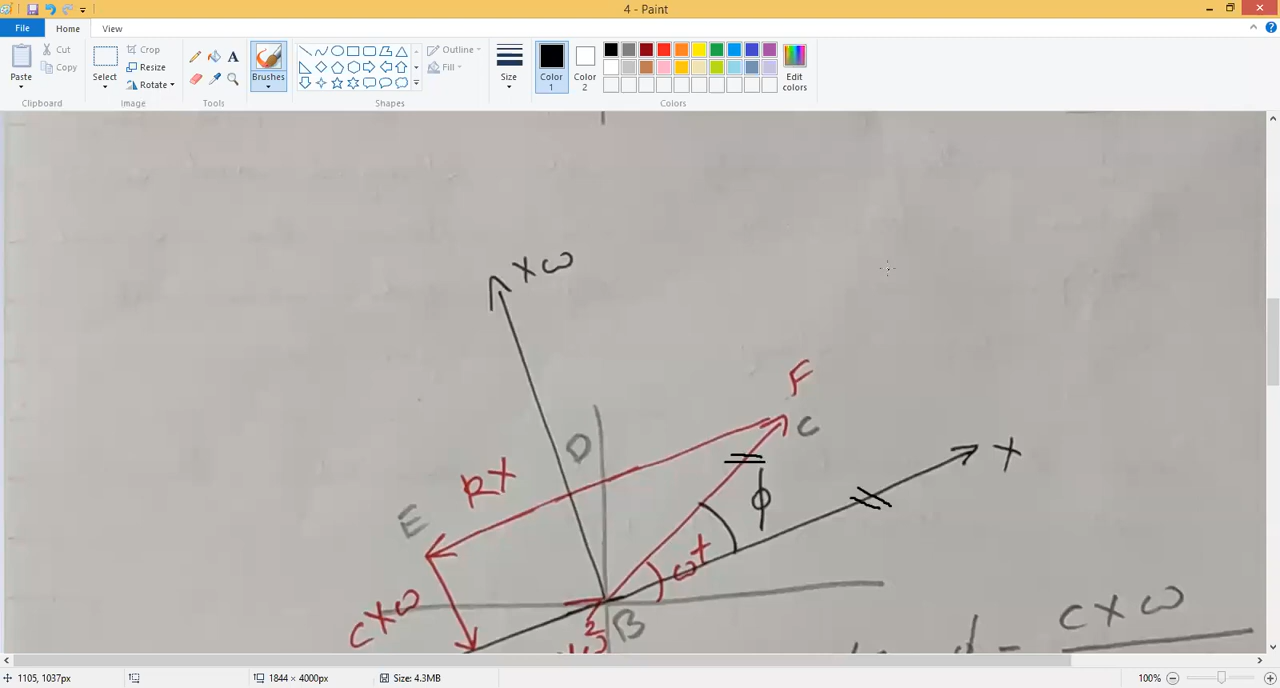 4 - Paint
File Home View
Paste
Cut
Copy
Clipboard
Select
Crop
Resize
Rotate
Image
A
Tools
Brushes
Outline
Fill
Shapes
Size
Color 1
Color 2
Edit colors
Colors
xω
F
C
D
RX
X
E
φ
ωt
CXω
B
CXω
1105, 1037px
1844 × 4000px
Size: 4.3MB
100%